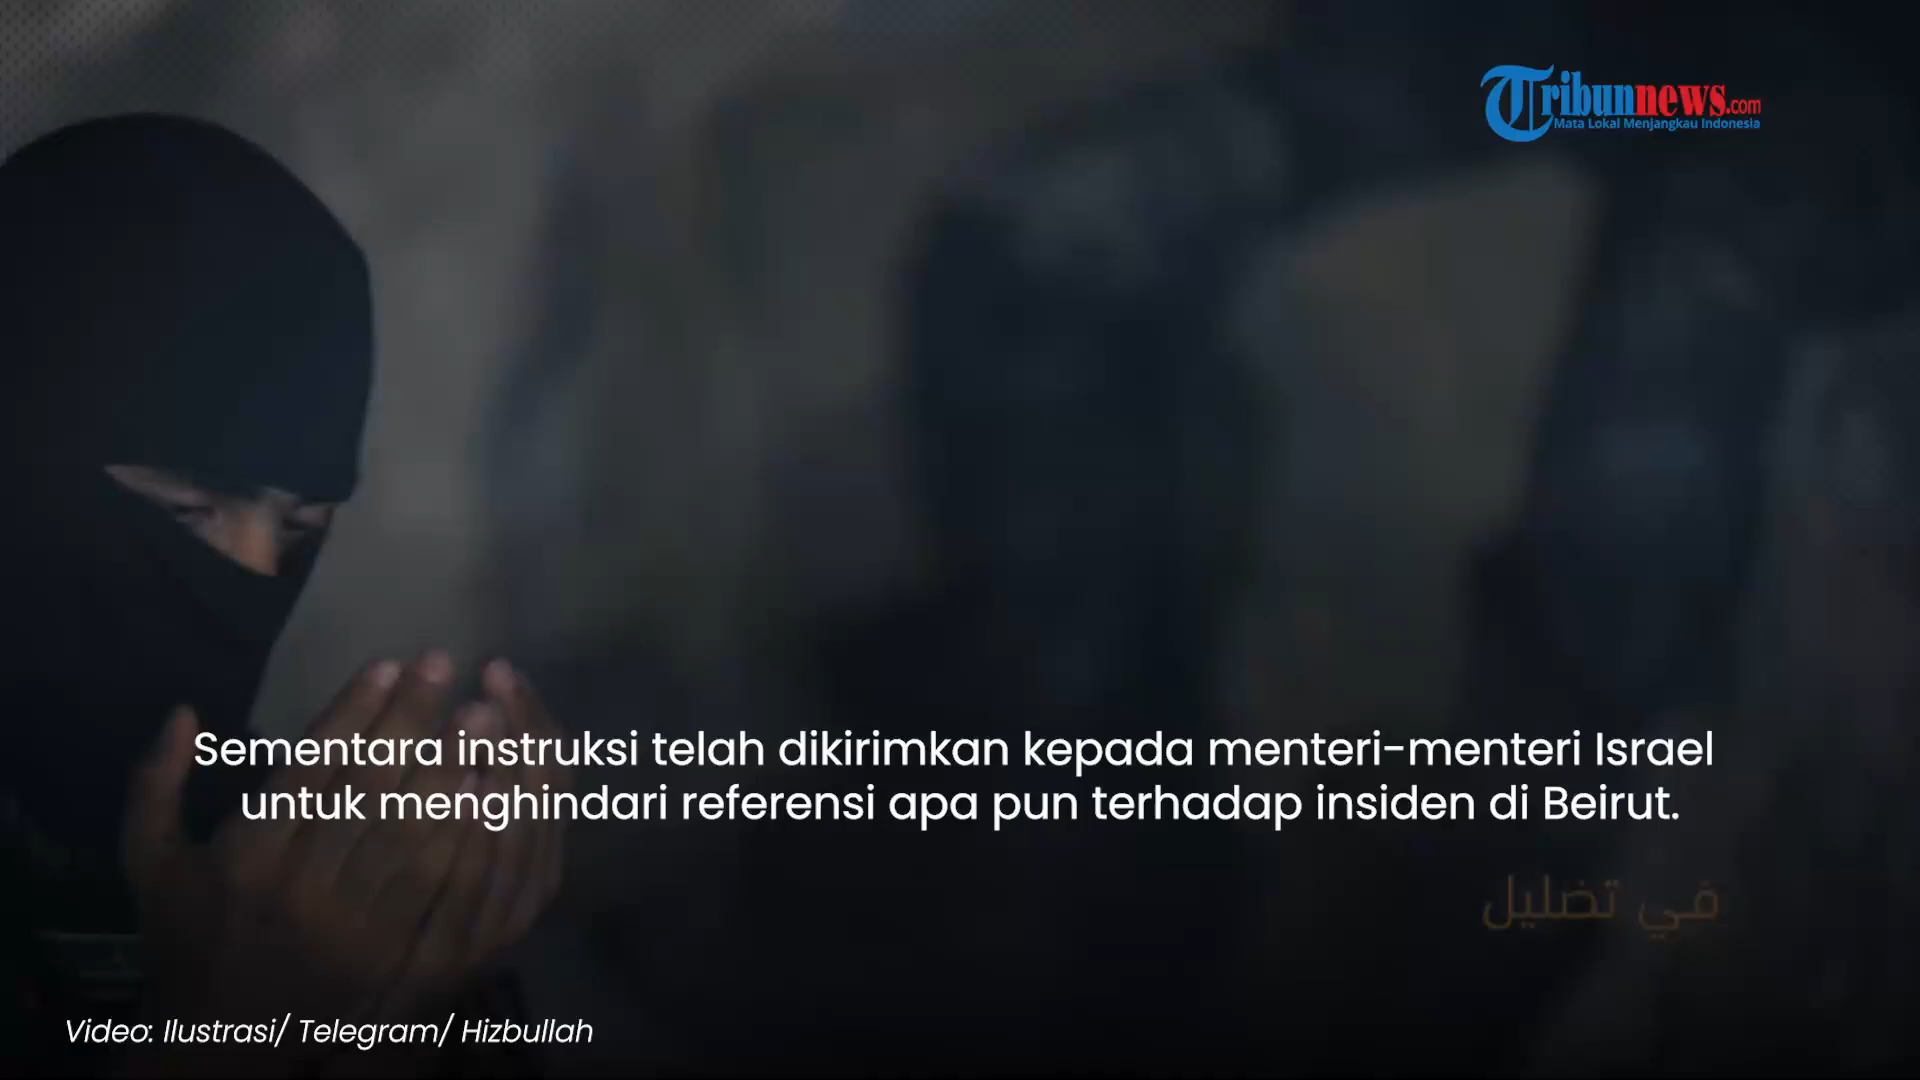 Tribunnews.com
Mata Lokal Menjangkau Indonesia
Sementara instruksi telah dikirimkan kepada menteri-menteri Israel
untuk menghindari referensi apa pun terhadap insiden di Beirut.
في تضليل
Video: Ilustrasi/ Telegram/ Hizbullah